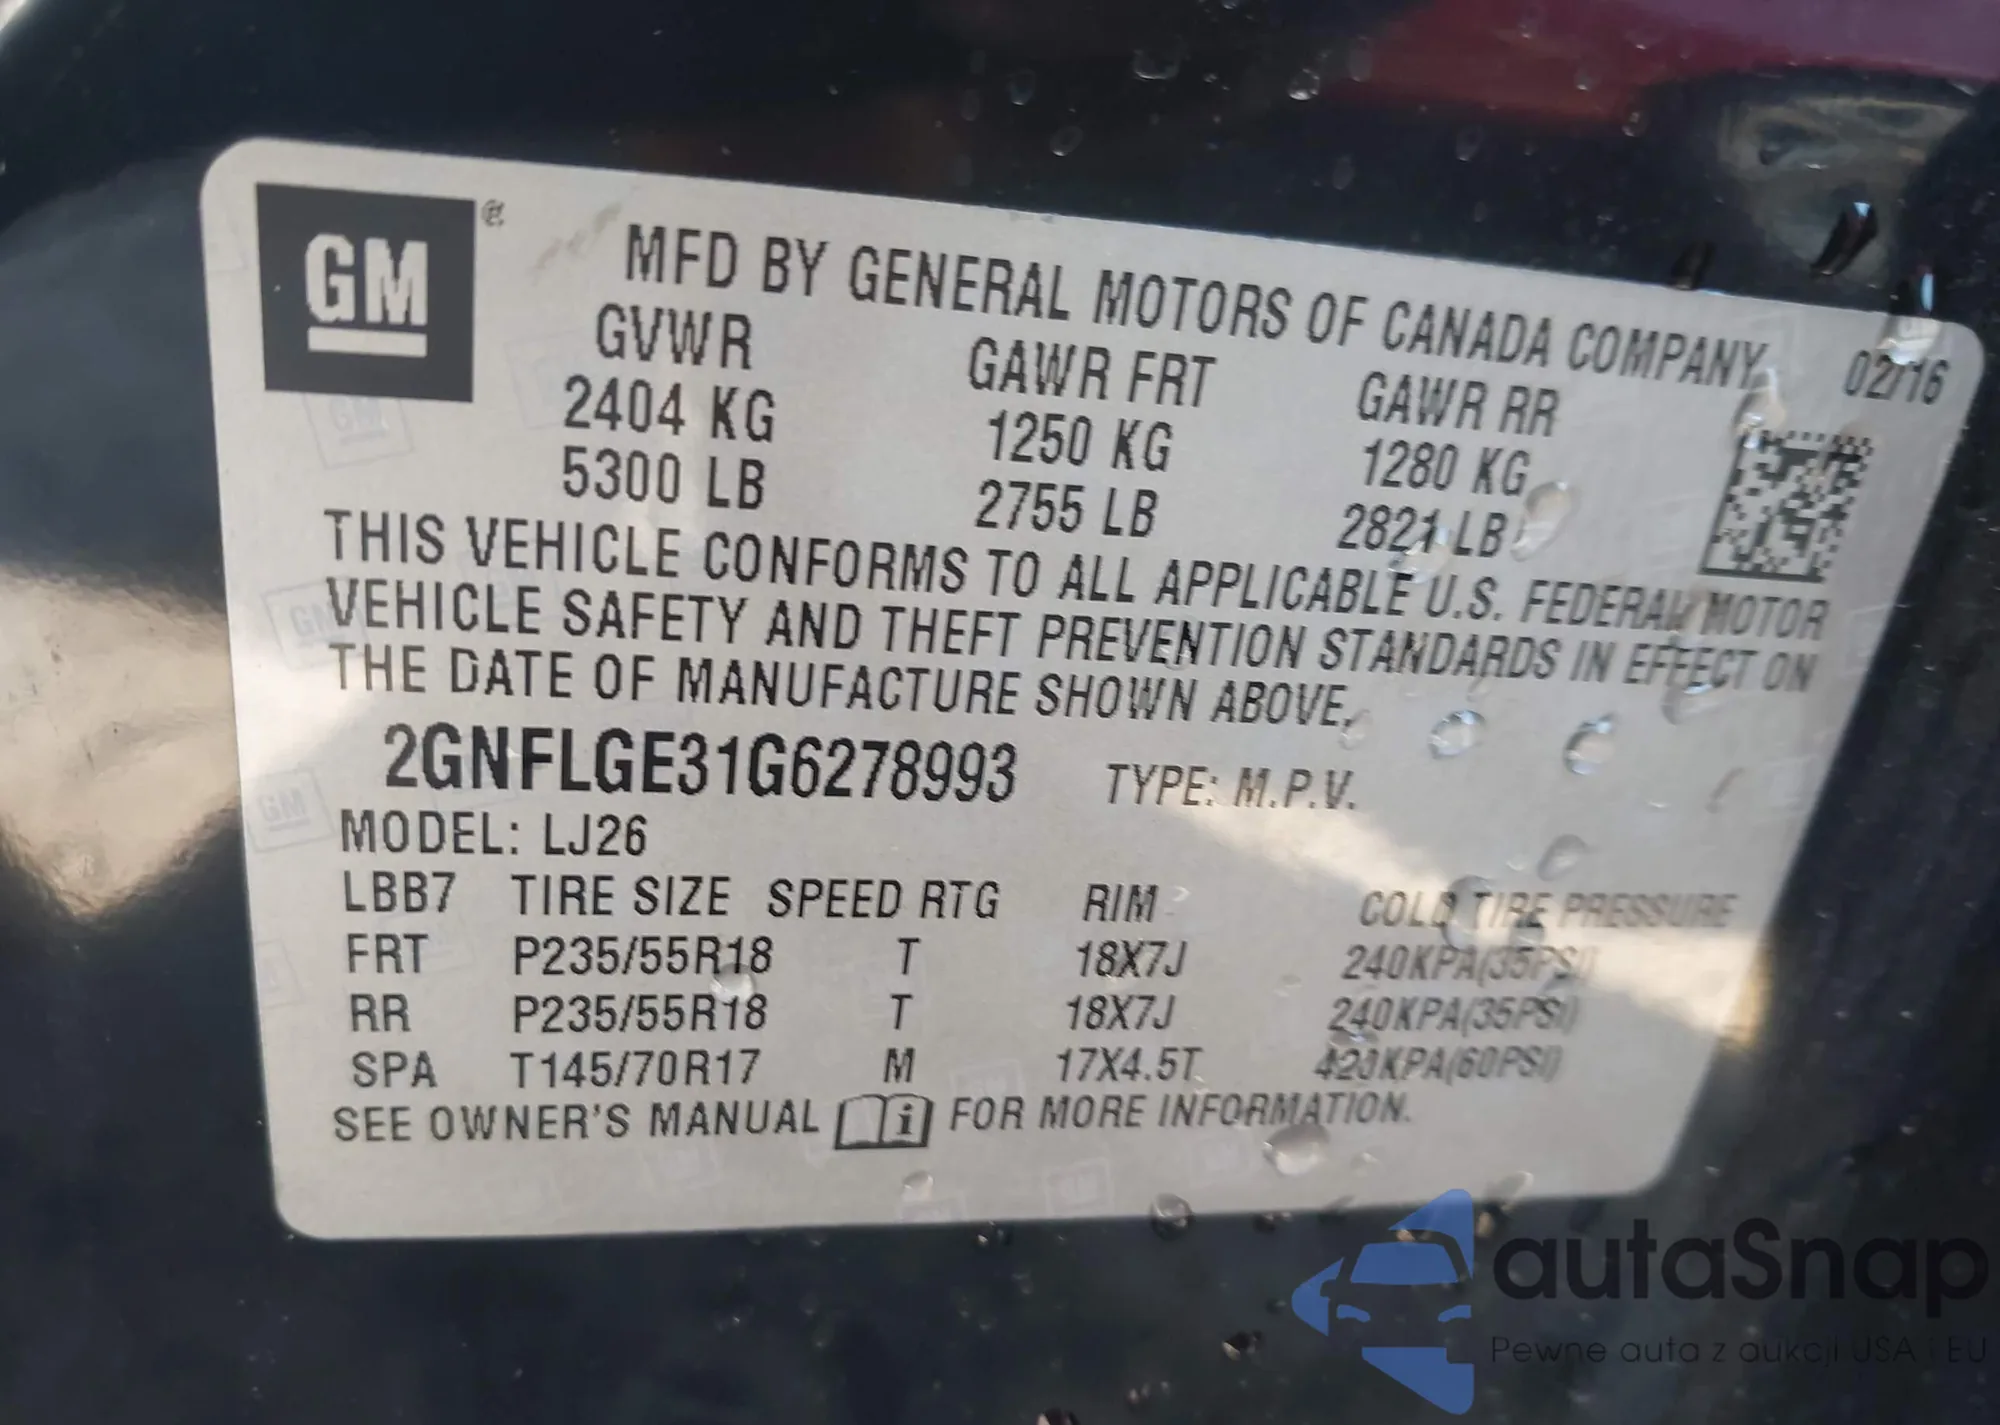 GM
MFD BY GENERAL MOTORS OF CANADA COMPANY 02/16
GVWR GAWR FRT GAWR RR
2404 KG 1250 KG 1280 KG
5300 LB 2755 LB 2821 LB
THIS VEHICLE CONFORMS TO ALL APPLICABLE U.S. FEDERAL MOTOR
VEHICLE SAFETY AND THEFT PREVENTION STANDARDS IN EFFECT ON
THE DATE OF MANUFACTURE SHOWN ABOVE.
2GNFLGE31G6278993 TYPE: M.P.V.
MODEL: LJ26
LBB7 TIRE SIZE SPEED RTG RIM COLD TIRE PRESSURE
FRT P235/55R18 T 18X7J 240KPA(35PSI)
RR P235/55R18 T 18X7J 240KPA(35PSI)
SPA T145/70R17 M 17X4.5T 420KPA(60PSI)
SEE OWNER'S MANUAL i FOR MORE INFORMATION.
autaSnap
Pewne auta z aukcji USA i EU